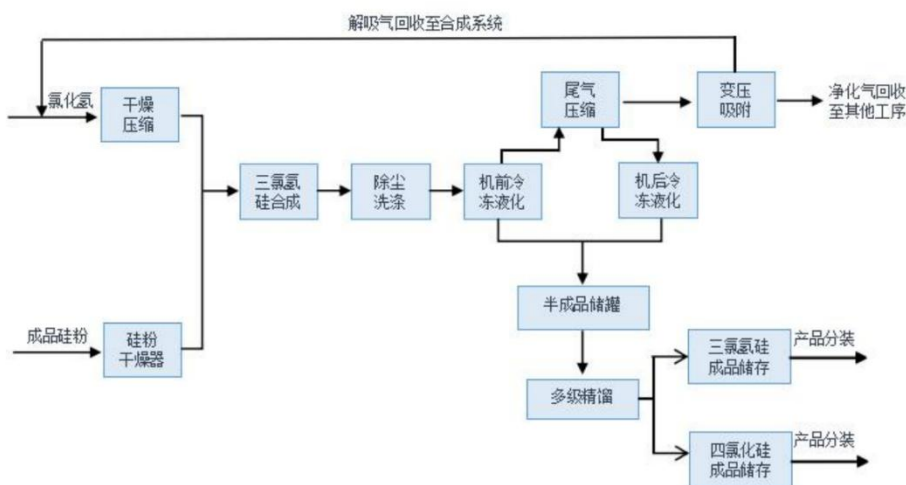 解吸气回收至合成系统
氯化氢
干燥
压缩
尾气
压缩
变压
吸附
净化气回收
至其他工序
三氯氢
硅合成
除尘
洗涤
机前冷
冻液化
机后冷
冻液化
半成品储罐
成品硅粉
硅粉
干燥器
多级精馏
三氯氢硅
成品储存
产品分装
四氯化硅
成品储存
产品分装